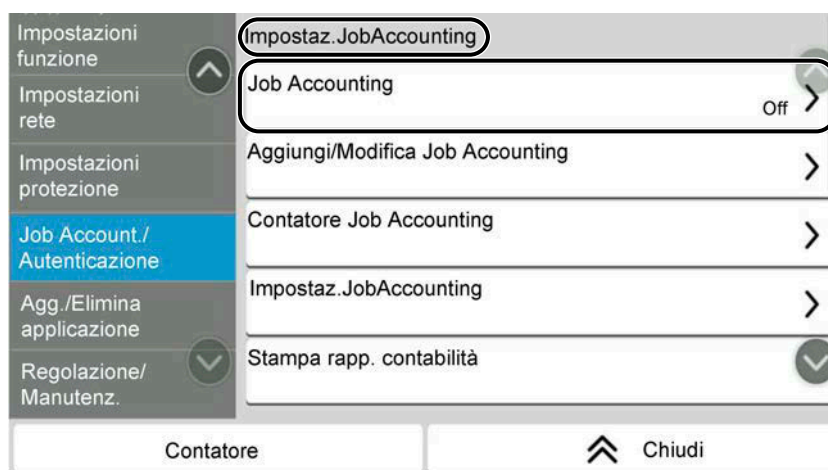 Impostazioni
funzione
Impostazioni
rete
Impostazioni
protezione
Job Account./
Autenticazione
Agg./Elimina
applicazione
Regolazione/
Manutenz.
Impostaz.JobAccounting
Job Accounting
Off
Aggiungi/Modifica Job Accounting
Contatore Job Accounting
Impostaz.JobAccounting
Stampa rapp. contabilità
Contatore
Chiudi